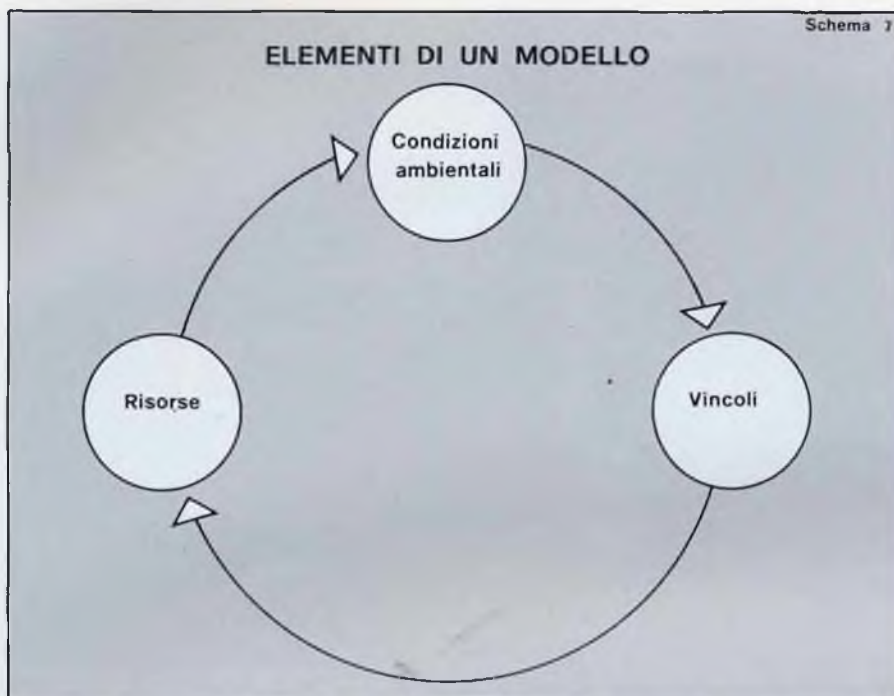 Schema 7
ELEMENTI DI UN MODELLO
Condizioni
ambientali
Risorse
Vincoli